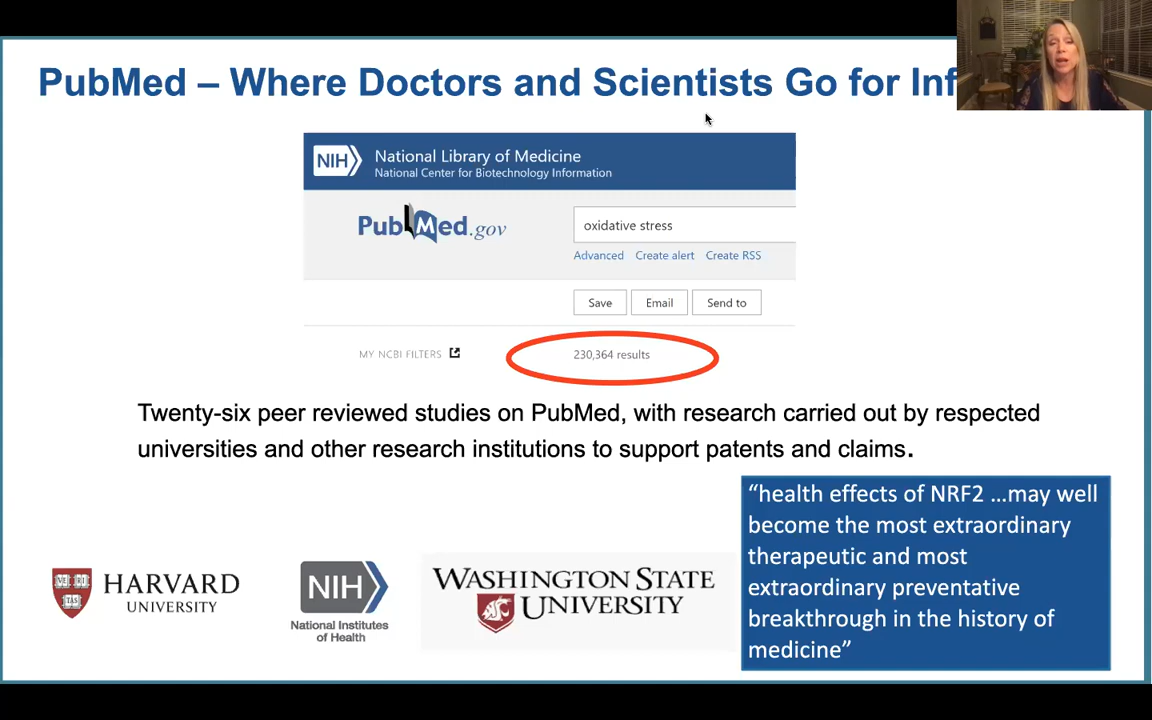 PubMed – Where Doctors and Scientists Go for Inf
NIH
National Library of Medicine
National Center for Biotechnology Information
PubMed.gov
oxidative stress
Advanced Create alert Create RSS
Save Email Send to
MY NCBI FILTERS
230,364 results
Twenty-six peer reviewed studies on PubMed, with research carried out by respected
universities and other research institutions to support patents and claims.
HARVARD
UNIVERSITY
NIH
National Institutes
of Health
WASHINGTON STATE
UNIVERSITY
“health effects of NRF2 …may well
become the most extraordinary
therapeutic and most
extraordinary preventative
breakthrough in the history of
medicine”